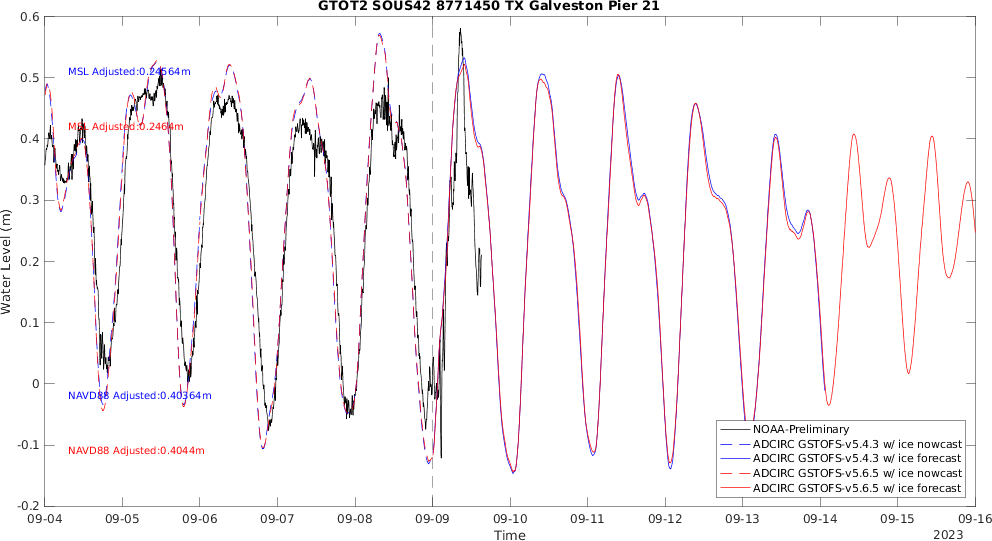 GTOT2 SOUS42 8771450 TX Galveston Pier 21
Water Level (m)
0.6
0.5
0.4
0.3
0.2
0.1
0
-0.1
-0.2
MSL Adjusted:0.24564m
MSL Adjusted:0.2464m
NAVD88 Adjusted:0.40364m
NAVD88 Adjusted:0.4044m
NOAA-Preliminary
ADCIRC GSTOFS-v5.4.3 w/ ice nowcast
ADCIRC GSTOFS-v5.4.3 w/ ice forecast
ADCIRC GSTOFS-v5.6.5 w/ ice nowcast
ADCIRC GSTOFS-v5.6.5 w/ ice forecast
09-04 09-05 09-06 09-07 09-08 09-09 09-10 09-11 09-12 09-13 09-14 09-15 09-16
Time
2023